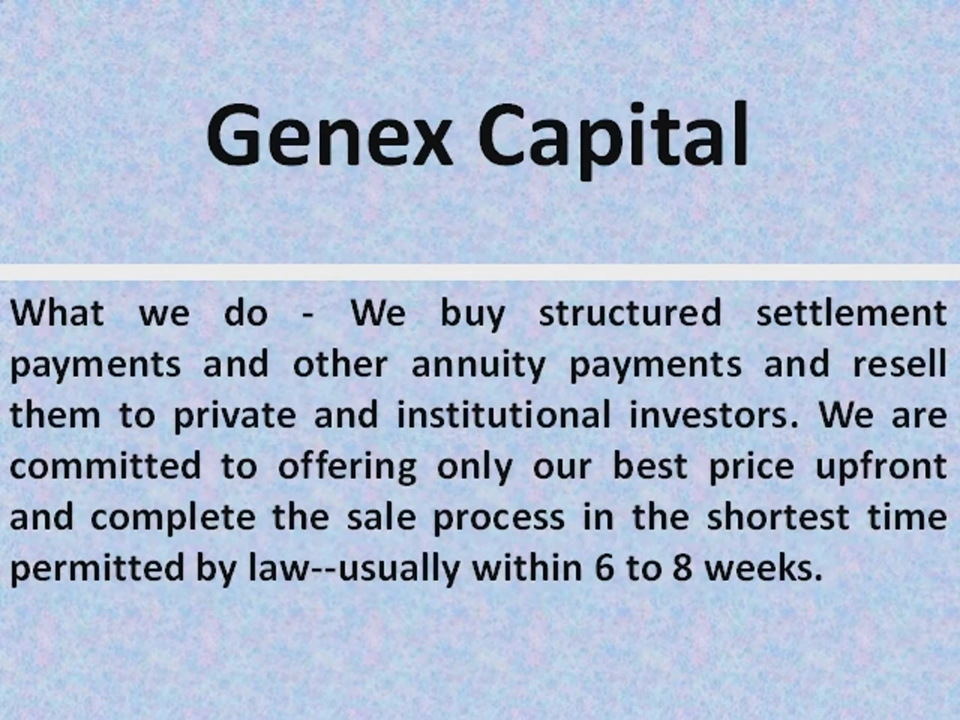 Genex Capital
What we do - We buy structured settlement
payments and other annuity payments and resell
them to private and institutional investors. We are
committed to offering only our best price upfront
and complete the sale process in the shortest time
permitted by law--usually within 6 to 8 weeks.